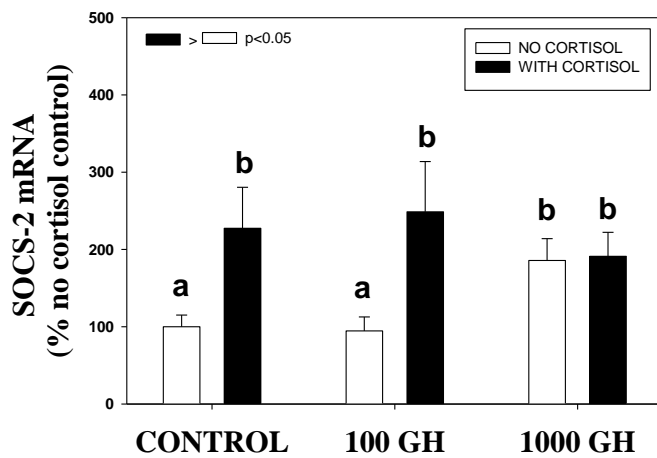 500
400
300
200
100
0
SOCS-2 mRNA
(% no cortisol control)
> p<0.05
NO CORTISOL
WITH CORTISOL
a
b
a
b
b
b
CONTROL
100 GH
1000 GH